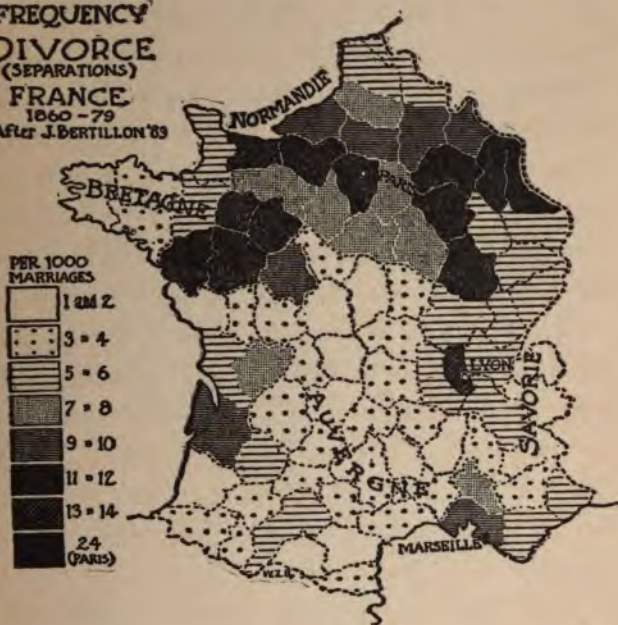 FREQUENCY
DIVORCE
(SEPARATIONS)
FRANCE
1860-79
After J. BERTILLON '89
NORMANDIE
PARIS
BRETAGNE
PER 1000
MARRIAGES
1 and 2
3 = 4
5 = 6
7 = 8
9 = 10
11 = 12
13 = 14
24
(PARIS)
LYON
SAVOIRIE
AUVERGNE
MARSEILLE